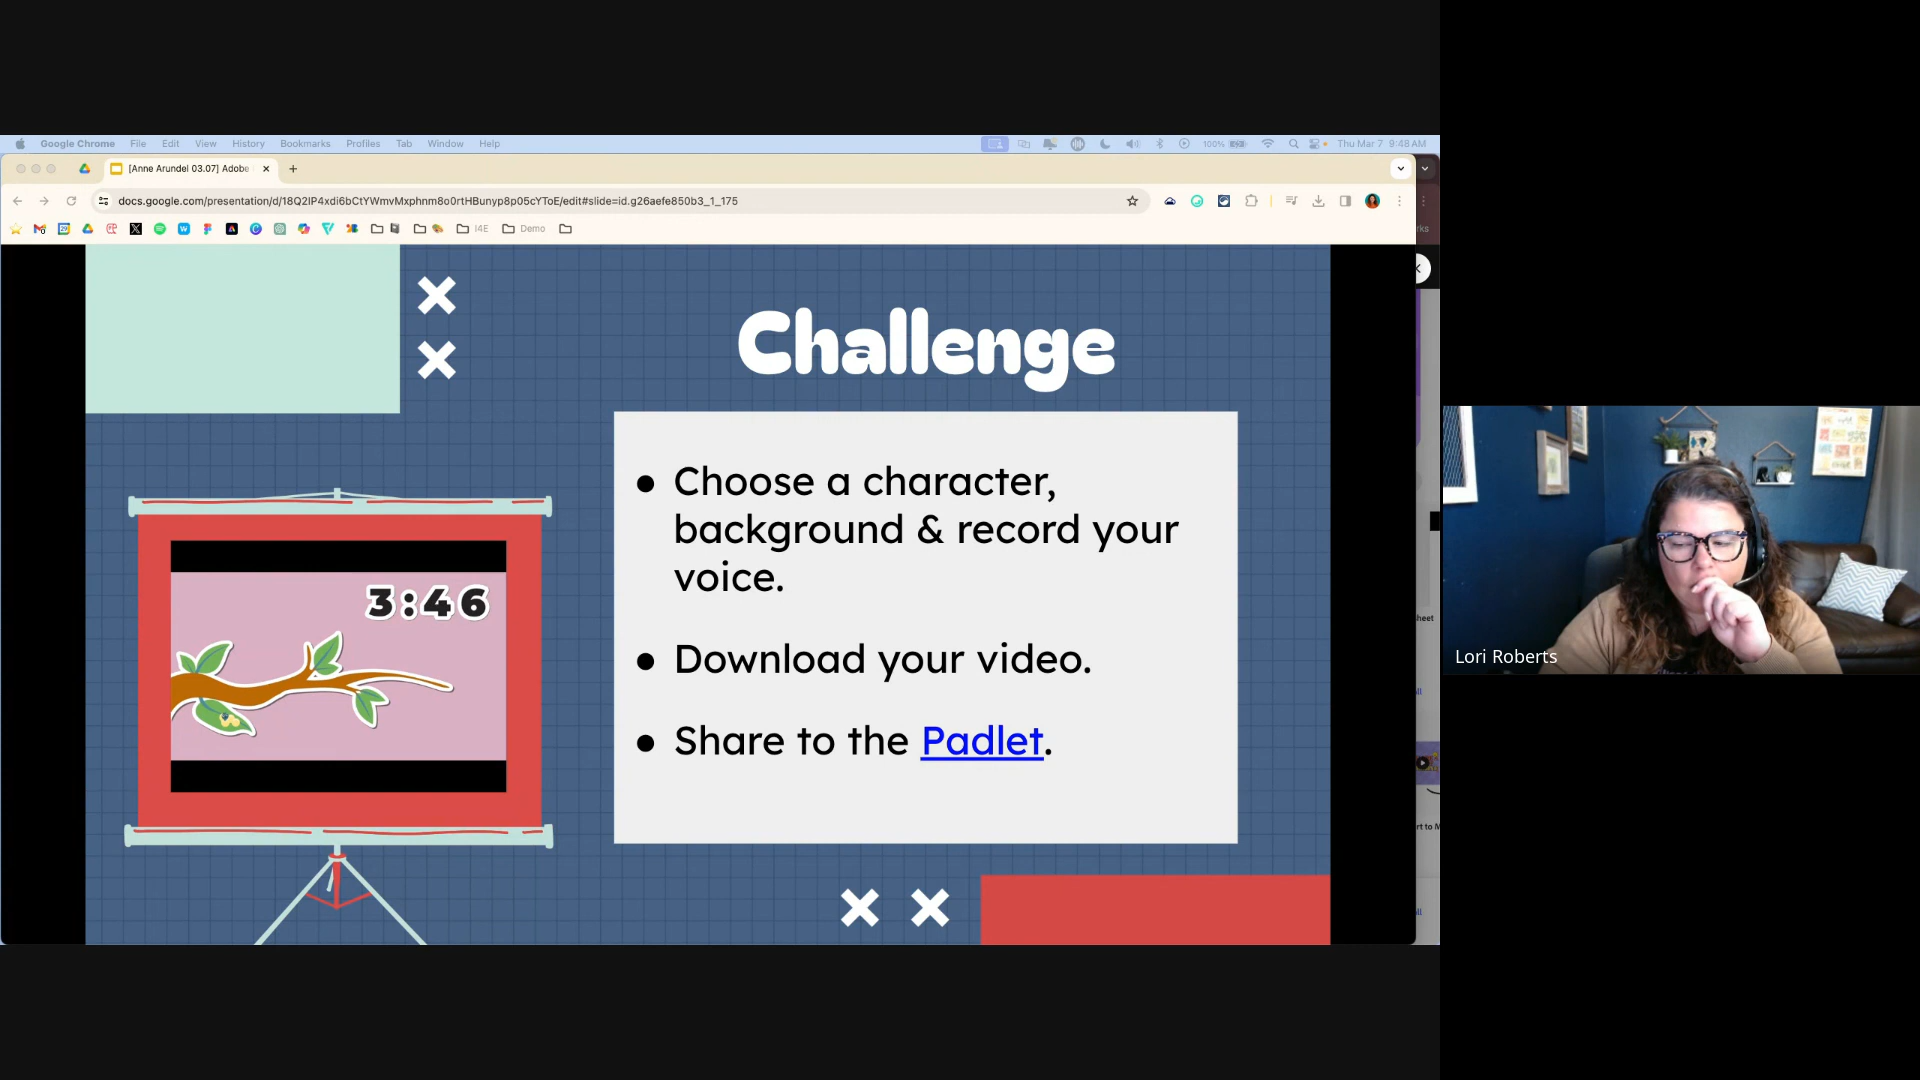 Google Chrome File Edit View History Bookmarks Profiles Tab Window Help 100% Thu Mar 7 9:48 AM
[Anne Arundel 03.07] Adobe
docs.google.com/presentation/d/18Q2IP4xdi6bCtYWmvMxphnm8o0rtHBunyp8p05cYToE/edit#slide=id.g26aefe850b3_1_175
I4E Demo
Challenge
3:46
● Choose a character,
background & record your
voice.
● Download your video.
● Share to the Padlet.
Lori Roberts